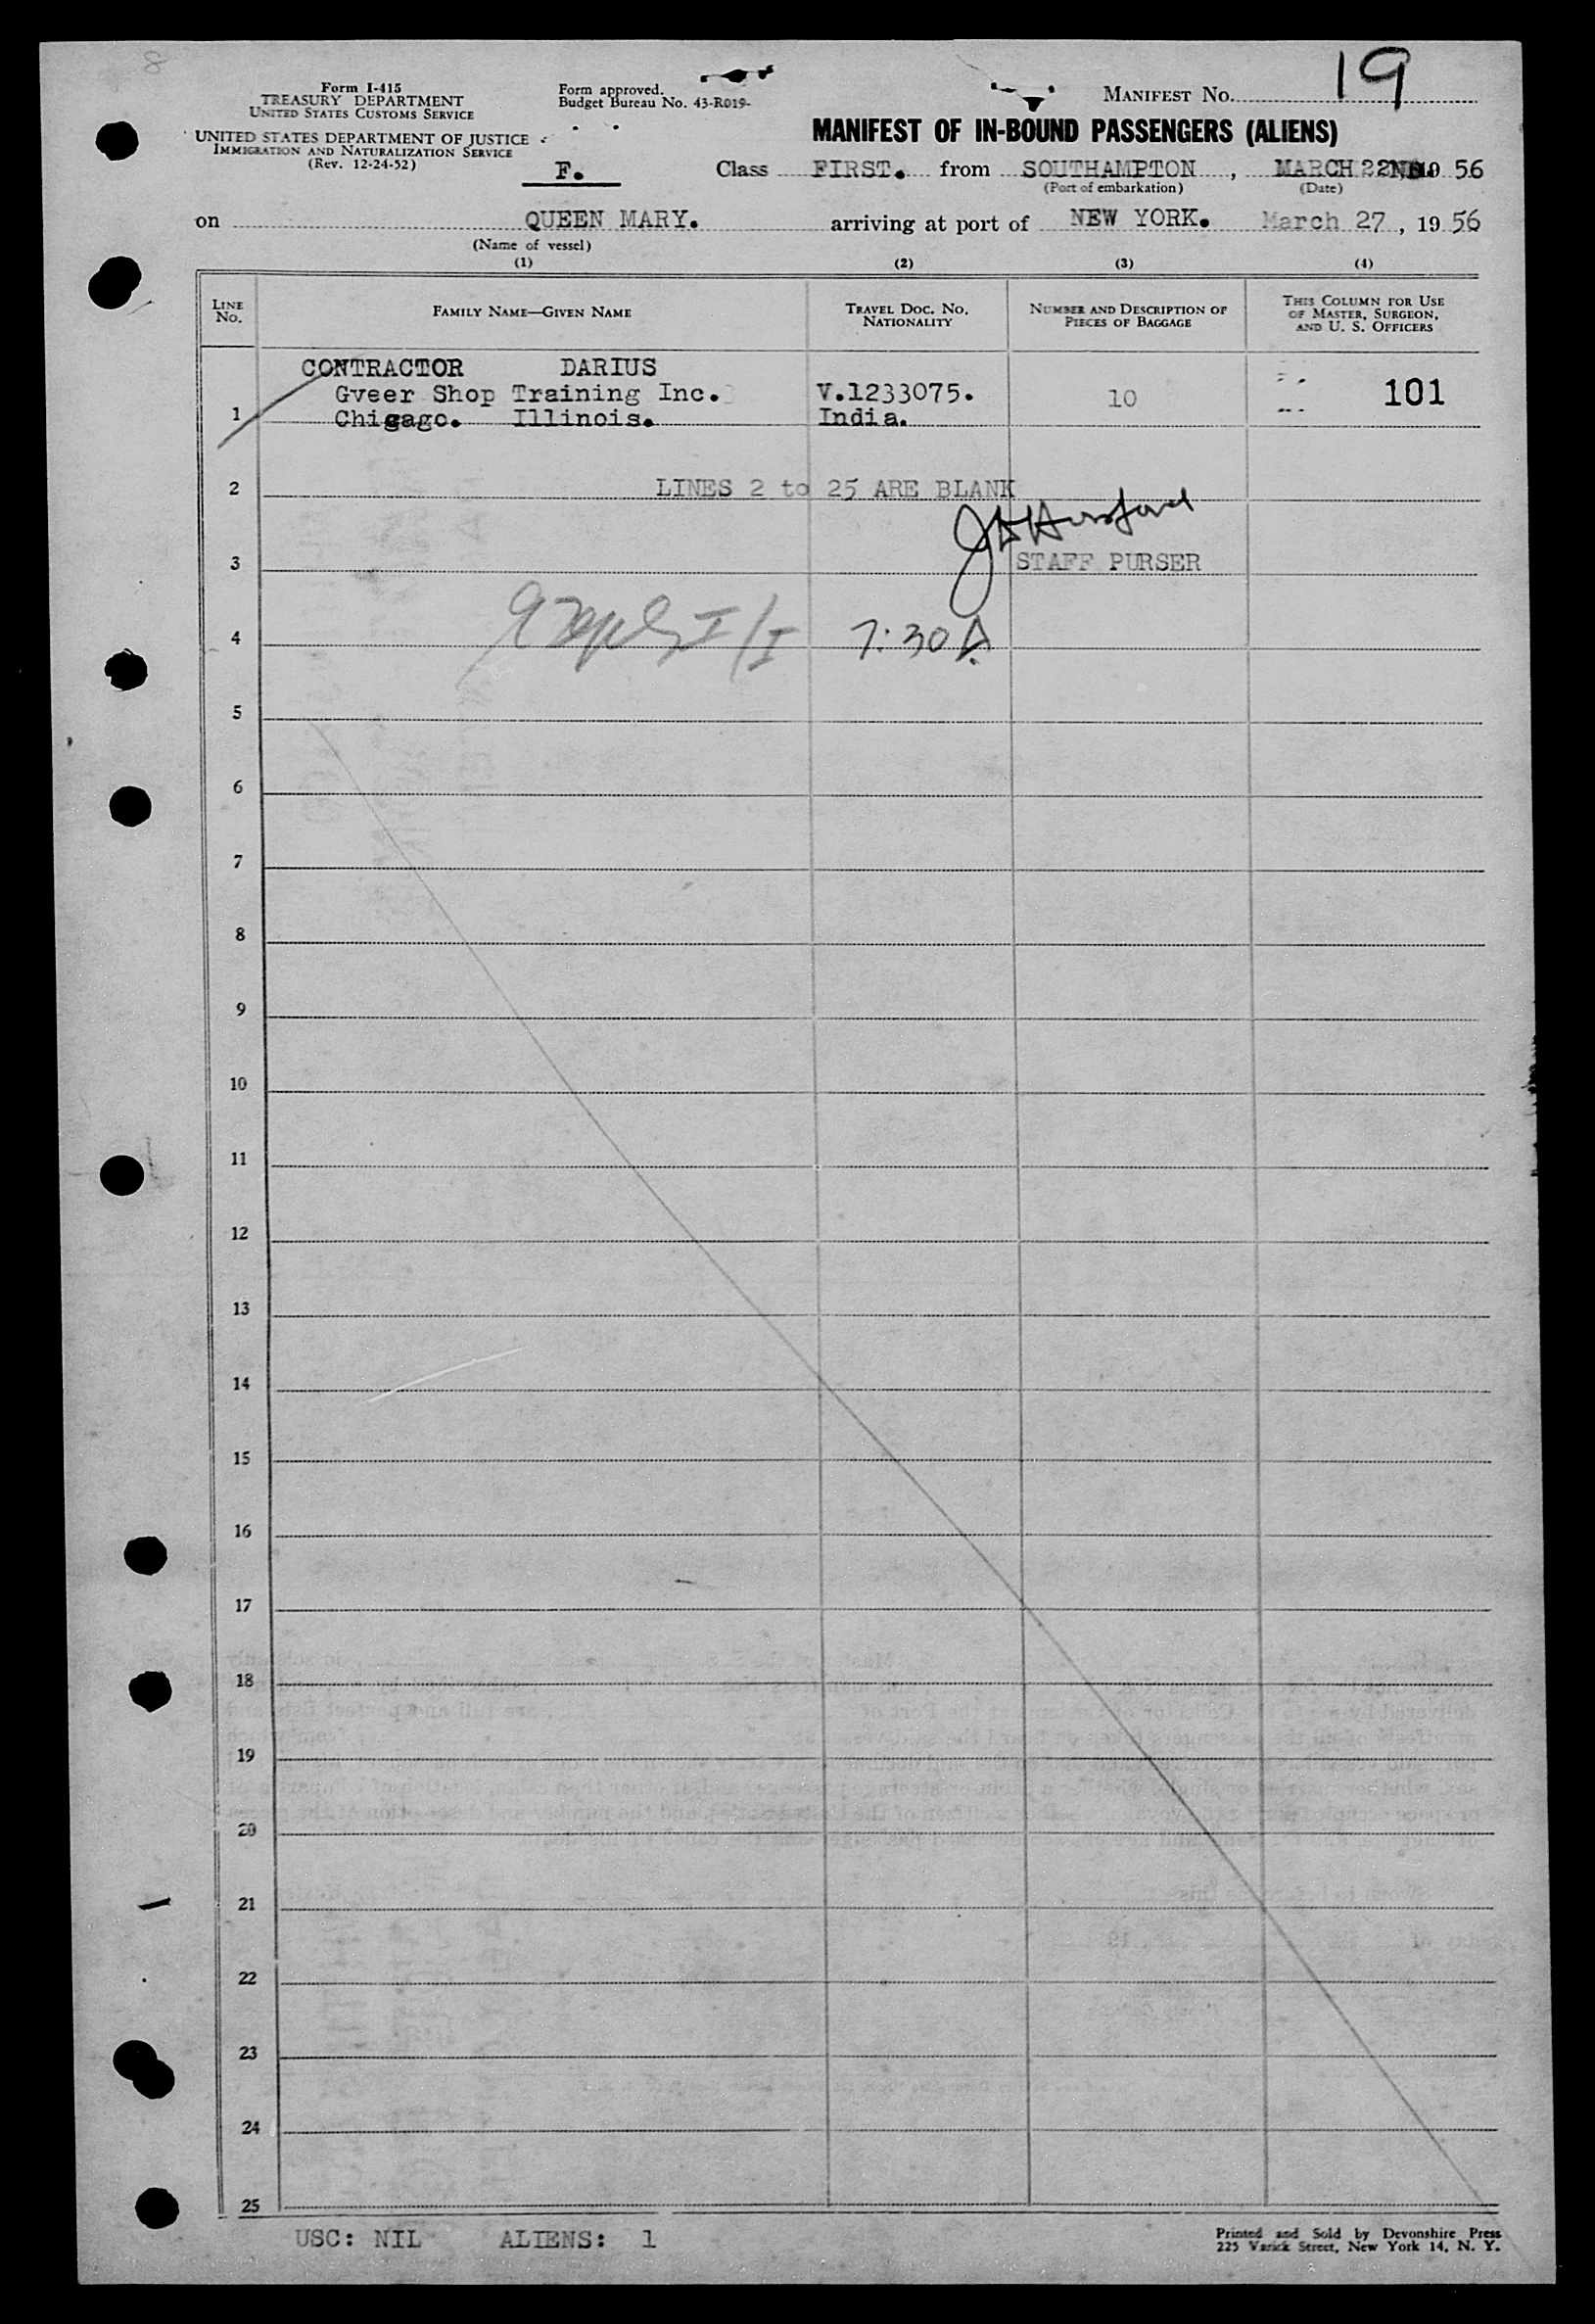 8
19
Form I-415
TREASURY DEPARTMENT
UNITED STATES CUSTOMS SERVICE
UNITED STATES DEPARTMENT OF JUSTICE
IMMIGRATION AND NATURALIZATION SERVICE
(Rev. 12-24-52)
Form approved.
Budget Bureau No. 43-R019-
MANIFEST No.
MANIFEST OF IN-BOUND PASSENGERS (ALIENS)
F. Class FIRST. from SOUTHAMPTON, MARCH 22ND. 19 56
(Port of embarkation) (Date)
on QUEEN MARY. arriving at port of NEW YORK. March 27, 19 56
(Name of vessel)
(1) (2) (3) (4)
LINE No. FAMILY NAME—GIVEN NAME TRAVEL DOC. No. NATIONALITY NUMBER AND DESCRIPTION OF PIECES OF BAGGAGE THIS COLUMN FOR USE OF MASTER, SURGEON, AND U. S. OFFICERS
CONTRACTOR DARIUS
Gveer Shop Training Inc. V.1233075. 10 101
1 Chicago. Illinois. India.
2 LINES 2 to 25 ARE BLANK
3 STAFF PURSER
4 7:30 A.
5
6
7
8
9
10
11
12
13
14
15
16
17
18
19
20
21
22
23
24
25
USC: NIL ALIENS: 1
Printed and Sold by Devonshire Press
225 Varick Street, New York 14, N. Y.